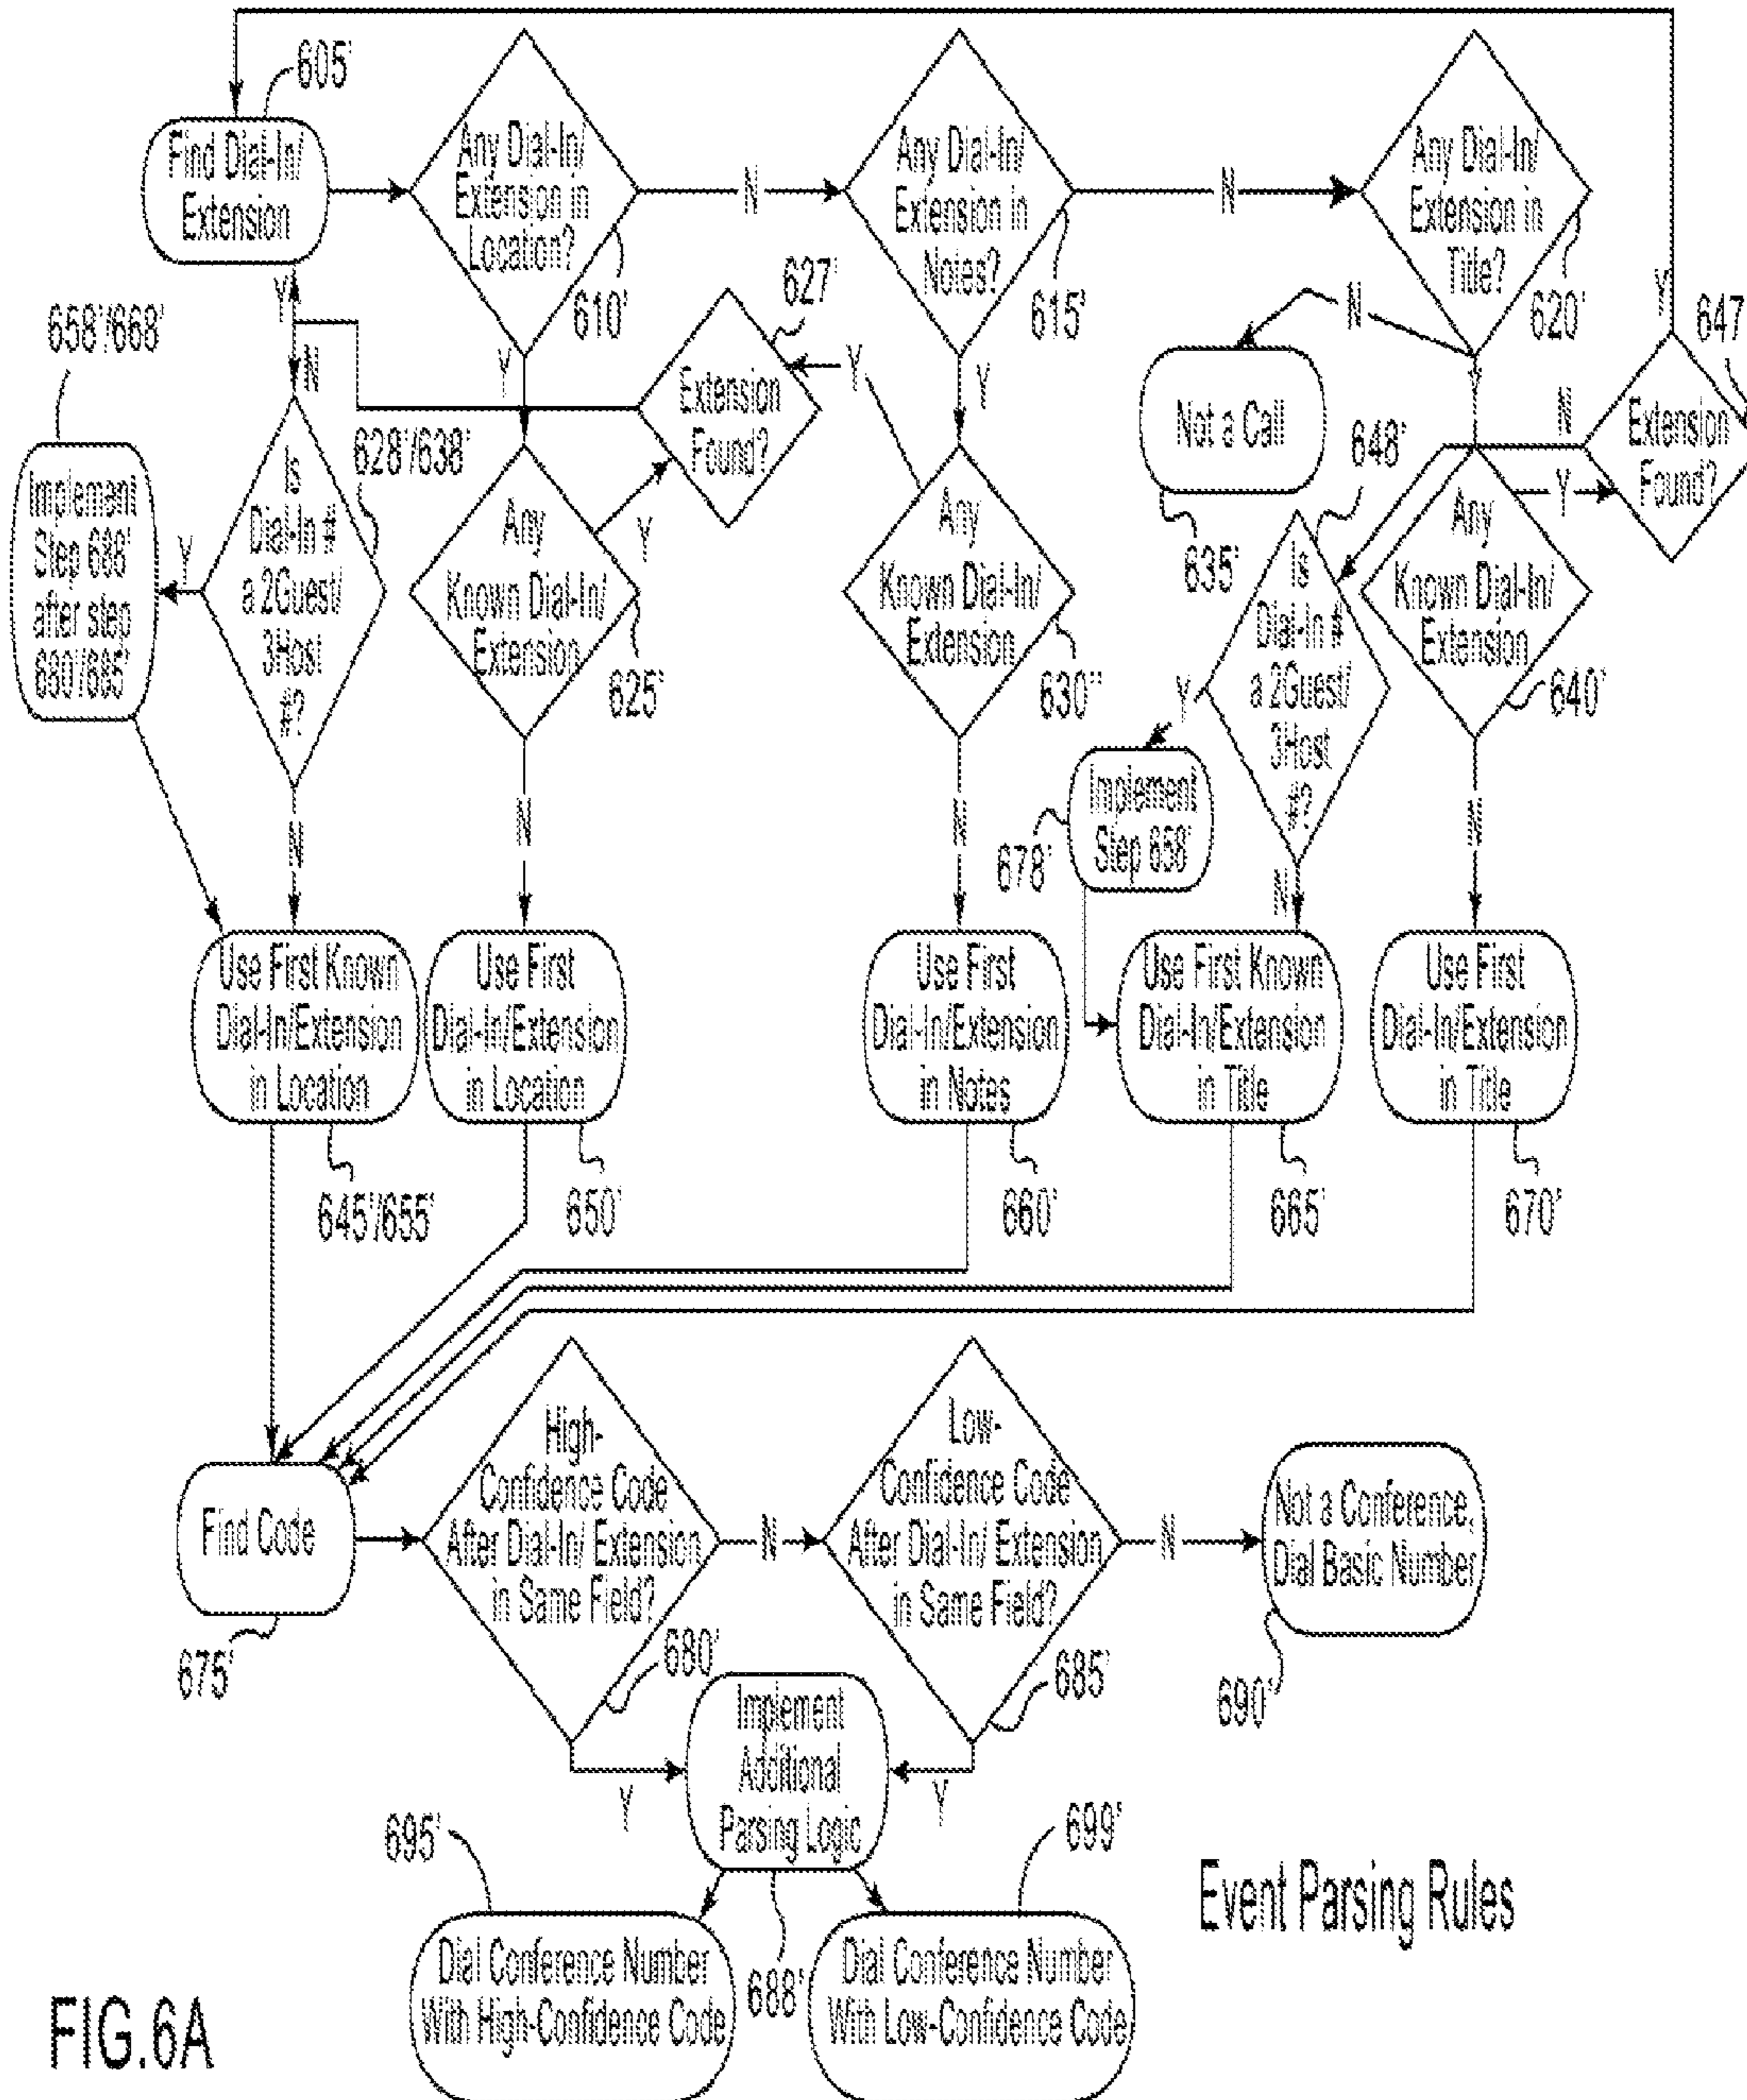 605'
Find Dial-In/
Extension
Any Dial-In/
Extension in
Location?
610'
N
Any Dial-In/
Extension in
Notes?
615'
N
Any Dial-In/
Extension in
Title?
620'
Y
N
Y
627'
Extension
Found?
Y
Y
N
Not a Call
635'
Y
N
Y
647'
Extension
Found?
658'/668'
Implement
Step 688'
after step
680'/685'
Y
Is
Dial-In #
a 2Guest/
3Host
#?
628'/638'
N
Any
Known Dial-In/
Extension
625'
Y
N
Any
Known Dial-In/
Extension
630''
N
648'
Is
Dial-In #
a 2Guest/
3Host
#?
Y
N
Implement
Step 658'
678'
Any
Known Dial-In/
Extension
640'
Y
N
Use First Known
Dial-In/Extension
in Location
645'/655'
Use First
Dial-In/Extension
in Location
650'
Use First
Dial-In/Extension
in Notes
660'
Use First Known
Dial-In/Extension
in Title
665'
Use First
Dial-In/Extension
in Title
670'
Find Code
675'
High-
Confidence Code
After Dial-In/ Extension
in Same Field?
680'
N
Low-
Confidence Code
After Dial-In/ Extension
in Same Field?
685'
N
Not a Conference,
Dial Basic Number
690'
Y
Implement
Additional
Parsing Logic
Y
688'
695'
Dial Conference Number
With High-Confidence Code
699'
Dial Conference Number
With Low-Confidence Code
Event Parsing Rules
FIG.6A